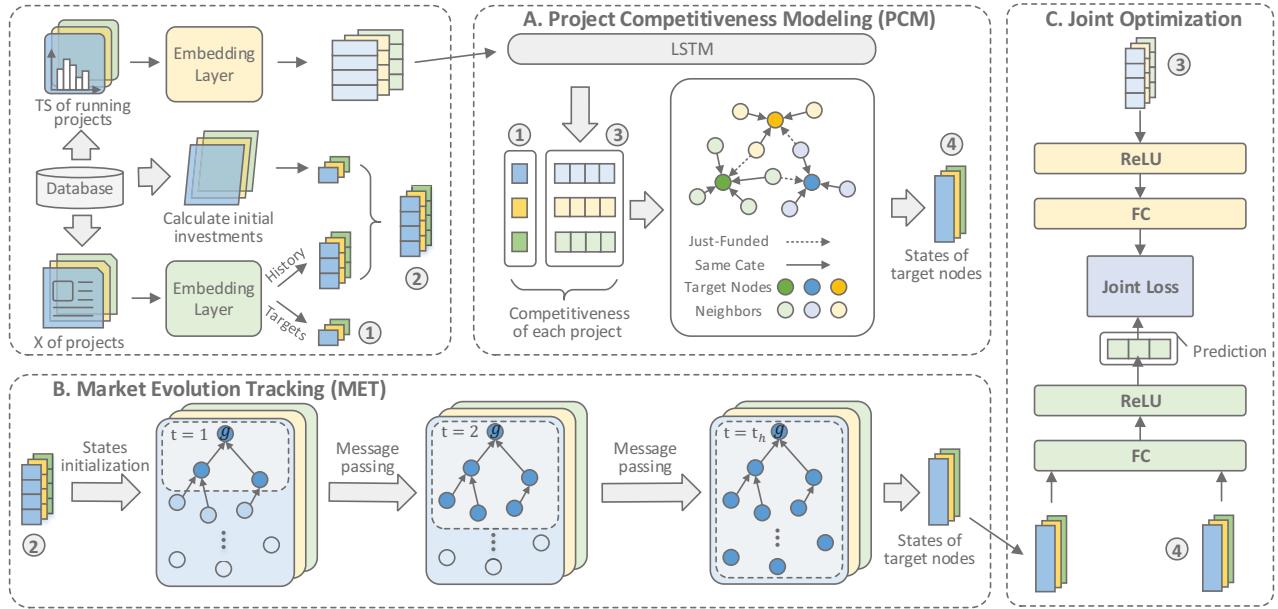 TS of running
projects
Embedding
Layer
Database
Calculate initial
investments
②
X of projects
Embedding
Layer
History
Targets
①
A. Project Competitiveness Modeling (PCM)
LSTM
①
③
Competitiveness
of each project
Just-Funded
Same Cate
Target Nodes
Neighbors
④
States of
target nodes
B. Market Evolution Tracking (MET)
②
States
initialization
t = 1
g
Message
passing
t = 2
g
Message
passing
t = tₕ
g
States of
target nodes
C. Joint Optimization
③
ReLU
FC
Joint Loss
Prediction
ReLU
FC
④